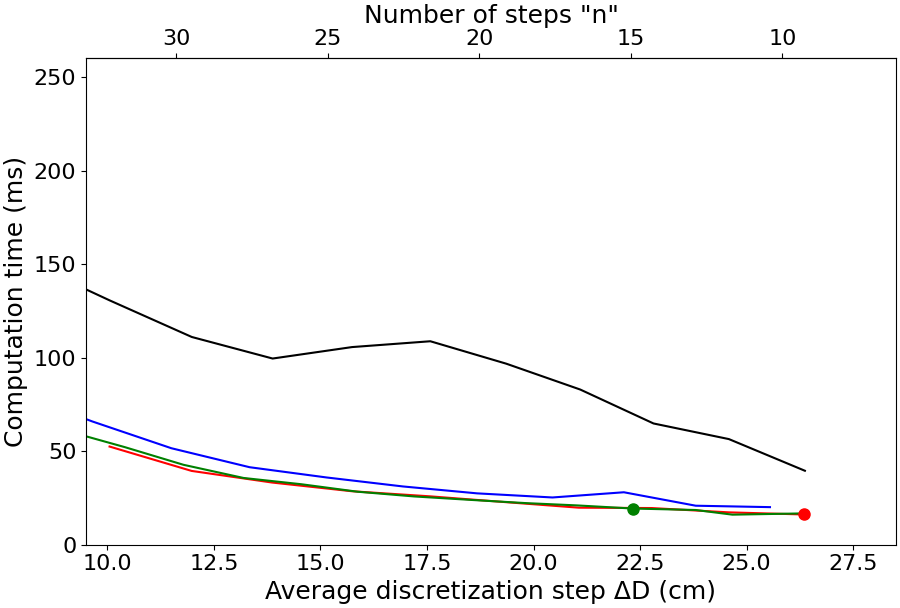 Number of steps "n"
30 25 20 15 10
250
200
150
100
50
0
Computation time (ms)
10.0 12.5 15.0 17.5 20.0 22.5 25.0 27.5
Average discretization step ΔD (cm)